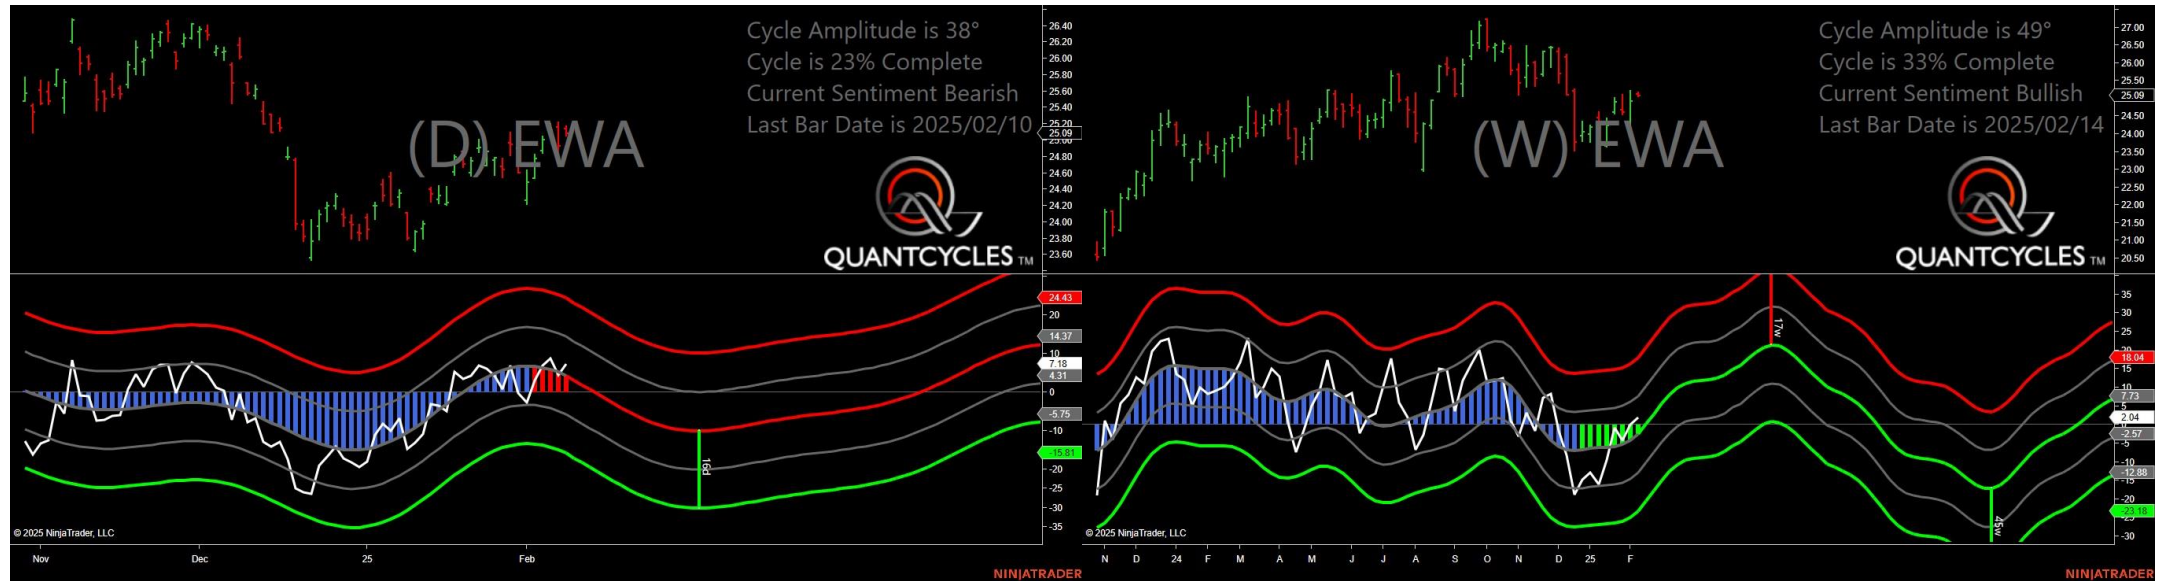 Cycle Amplitude is 38°
Cycle is 23% Complete
Current Sentiment Bearish
Last Bar Date is 2025/02/10
(D) EWA
QUANTCYCLES TM
26.40
26.20
26.00
25.80
25.60
25.40
25.20
25.09
25.00
24.80
24.60
24.40
24.20
24.00
23.80
23.60
24.43
20
14.37
10
7.18
4.31
0
-5.75
-10
-15.81
-20
-25
-30
-35
16d
© 2025 NinjaTrader, LLC
Nov
Dec
25
Feb
NINJATRADER
Cycle Amplitude is 49°
Cycle is 33% Complete
Current Sentiment Bullish
Last Bar Date is 2025/02/14
(W) EWA
QUANTCYCLES TM
27.00
26.50
26.00
25.50
25.09
24.50
24.00
23.50
23.00
22.50
22.00
21.50
21.00
20.50
35
30
25
20
18.04
15
10
7.73
5
2.04
-2.57
-5
-10
-12.88
-15
-20
-23.18
-30
17w
45w
© 2025 NinjaTrader, LLC
N
D
24
F
M
A
M
J
J
A
S
O
N
D
25
F
NINJATRADER